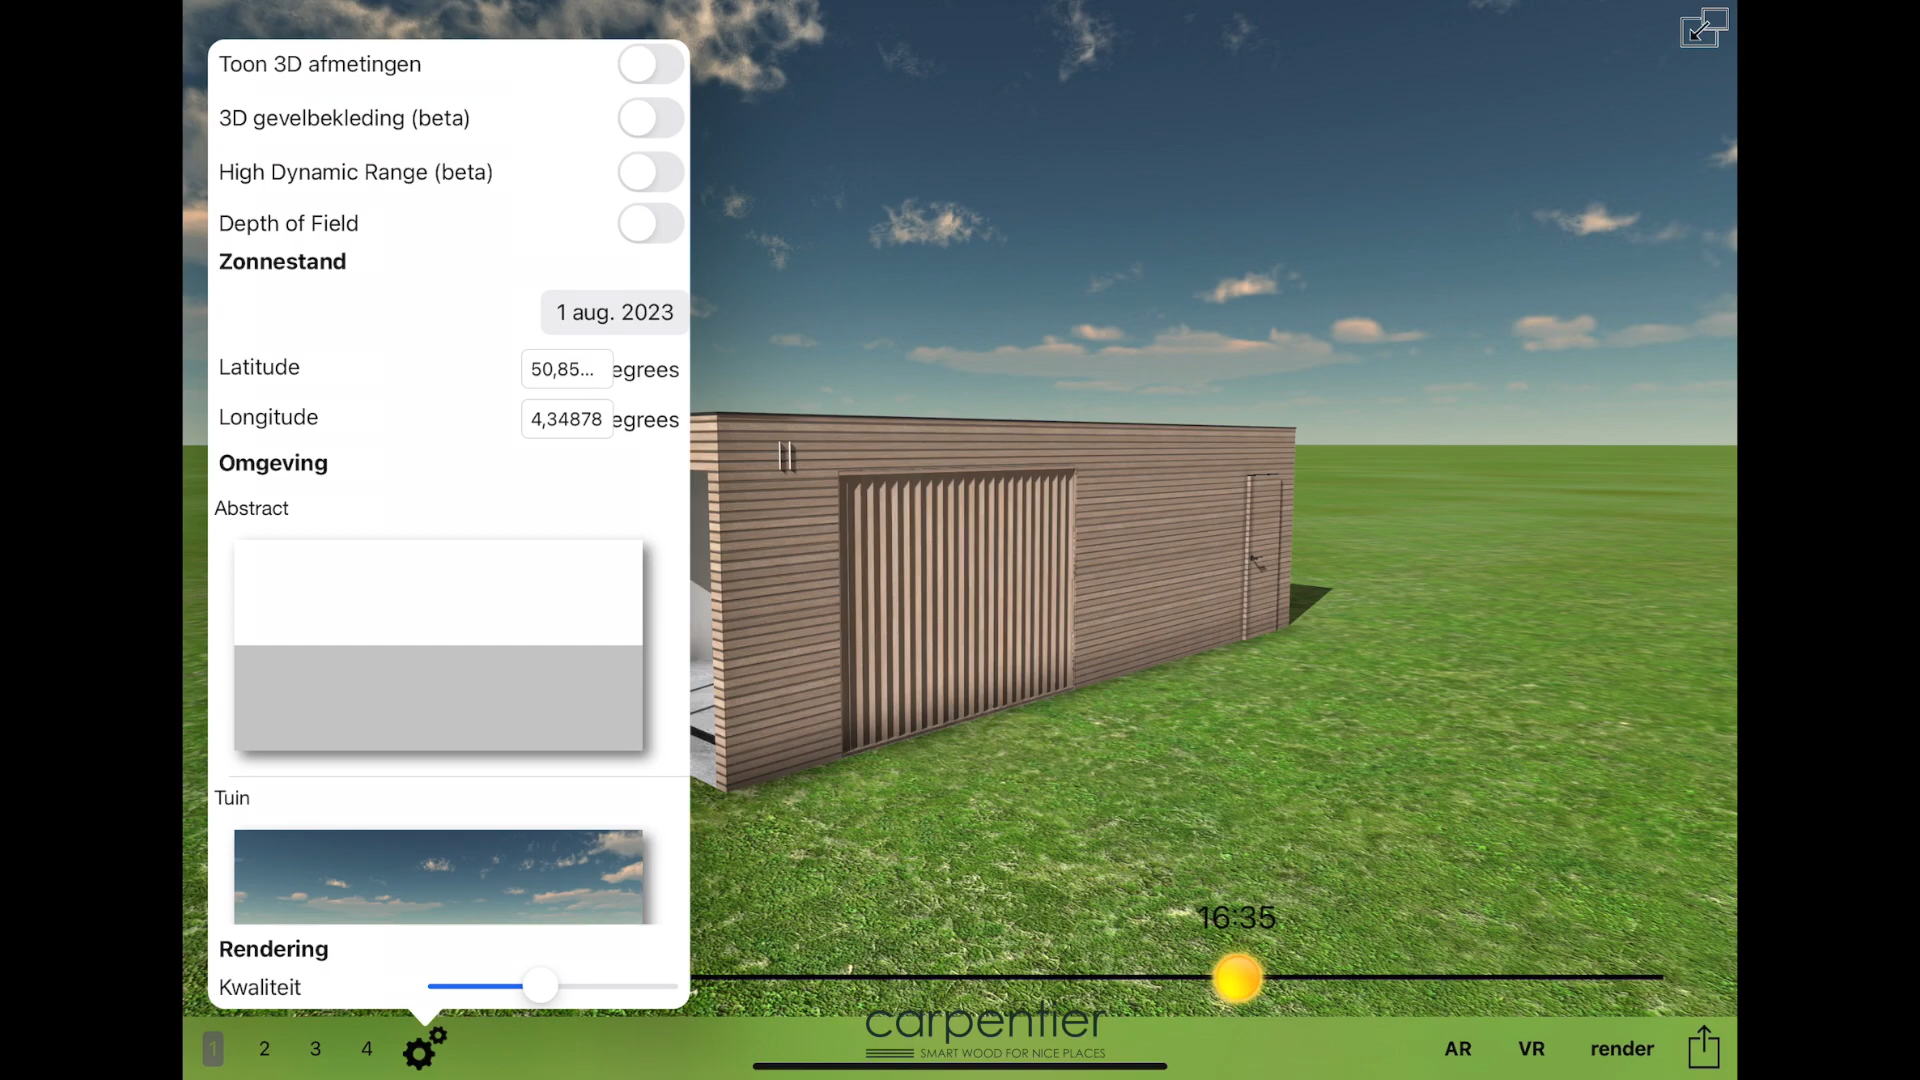 Toon 3D afmetingen
3D gevelbekleding (beta)
High Dynamic Range (beta)
Depth of Field
Zonnestand
1 aug. 2023
Latitude 50,85... egrees
Longitude 4,34878 egrees
Omgeving
Abstract
Tuin
Rendering
Kwaliteit
16:35
carpentier
SMART WOOD FOR NICE PLACES
1 2 3 4
AR VR render